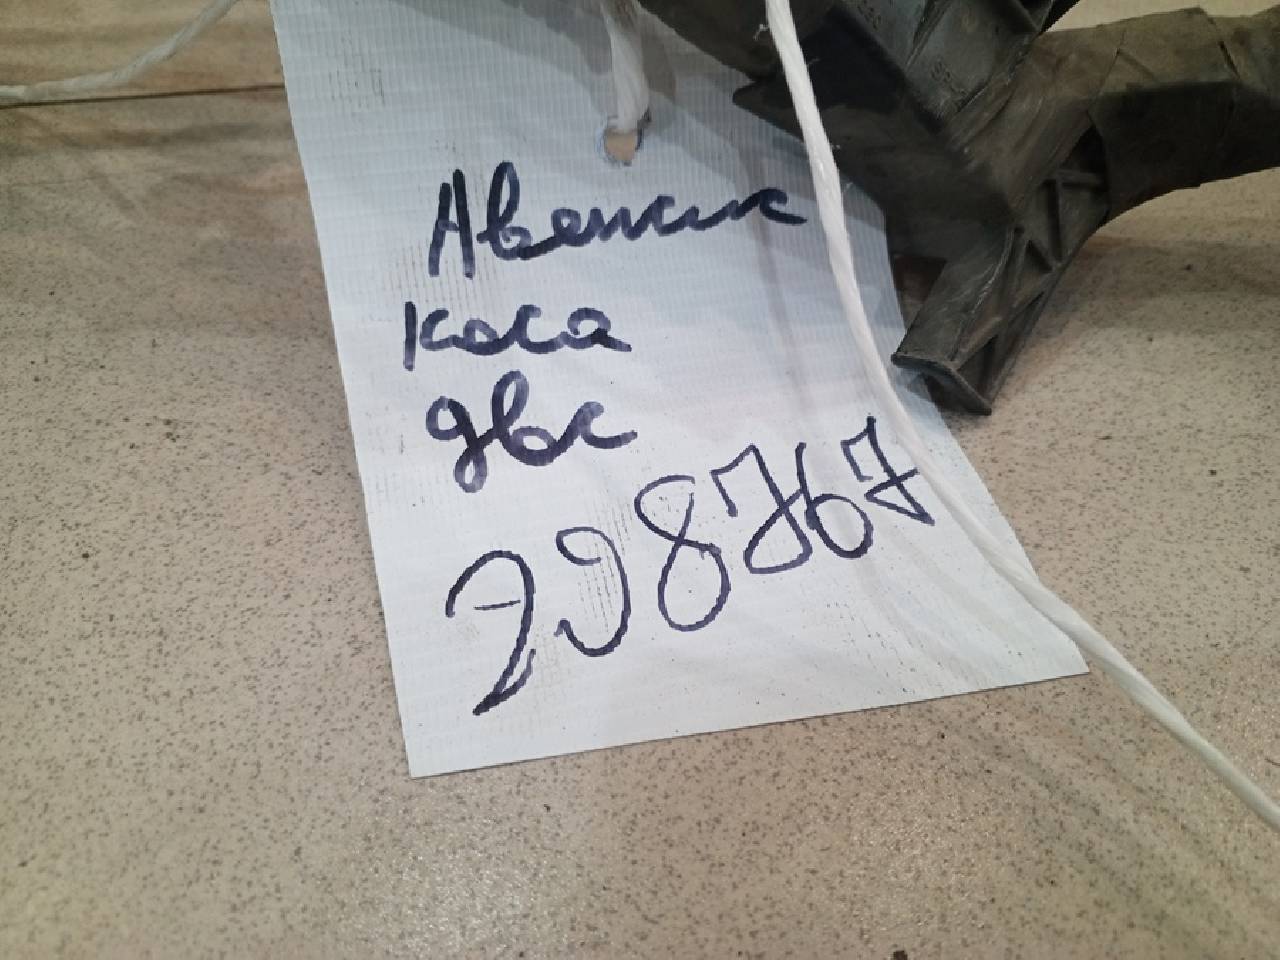 Авенсис
коса
двс
298767